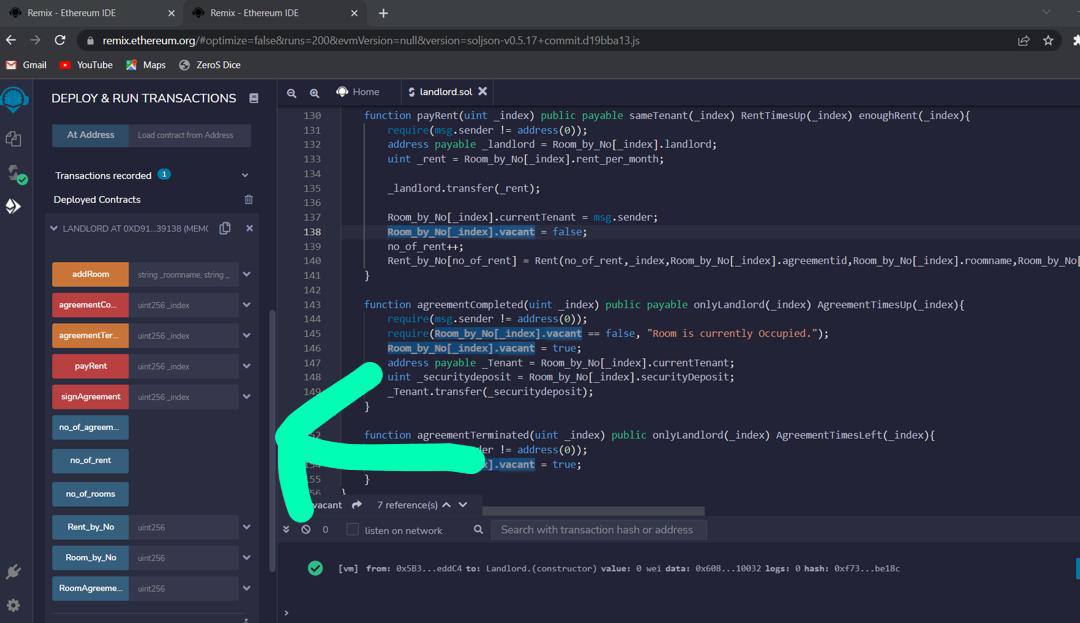 Remix - Ethereum IDE
Remix - Ethereum IDE
remix.ethereum.org/#optimize=false&runs=200&evmVersion=null&version=soljson-v0.5.17+commit.d19bba13.js
Gmail YouTube Maps ZeroS Dice
DEPLOY & RUN TRANSACTIONS
At Address Load contract from Address
Transactions recorded 1
Deployed Contracts
LANDLORD AT 0XD91...39138 (MEMO
addRoom string _roomname, string _
agreementCo... uint256 _index
agreementTer... uint256 _index
payRent uint256 _index
signAgreement uint256 _index
no_of_agreem...
no_of_rent
no_of_rooms
Rent_by_No uint256
Room_by_No uint256
RoomAgreeme... uint256
Home landlord.sol
130 function payRent(uint _index) public payable sameTenant(_index) RentTimesUp(_index) enoughRent(_index){
131 require(msg.sender != address(0));
132 address payable _landlord = Room_by_No[_index].landlord;
133 uint _rent = Room_by_No[_index].rent_per_month;
134
135 _landlord.transfer(_rent);
136
137 Room_by_No[_index].currentTenant = msg.sender;
138 Room_by_No[_index].vacant = false;
139 no_of_rent++;
140 Rent_by_No[no_of_rent] = Rent(no_of_rent,_index,Room_by_No[_index].agreementid,Room_by_No[_index].roomname,Room_by_No[
141 }
142
143 function agreementCompleted(uint _index) public payable onlyLandlord(_index) AgreementTimesUp(_index){
144 require(msg.sender != address(0));
145 require(Room_by_No[_index].vacant == false, "Room is currently Occupied.");
146 Room_by_No[_index].vacant = true;
147 address payable _Tenant = Room_by_No[_index].currentTenant;
148 uint _securitydeposit = Room_by_No[_index].securityDeposit;
149 _Tenant.transfer(_securitydeposit);
}
function agreementTerminated(uint _index) public onlyLandlord(_index) AgreementTimesLeft(_index){
!= address(0));
].vacant = true;
155 }
}
vacant 7 reference(s)
0 listen on network Search with transaction hash or address
[vm] from: 0x5B3...eddC4 to: Landlord.(constructor) value: 0 wei data: 0x608...10032 logs: 0 hash: 0xf73...be18c
>